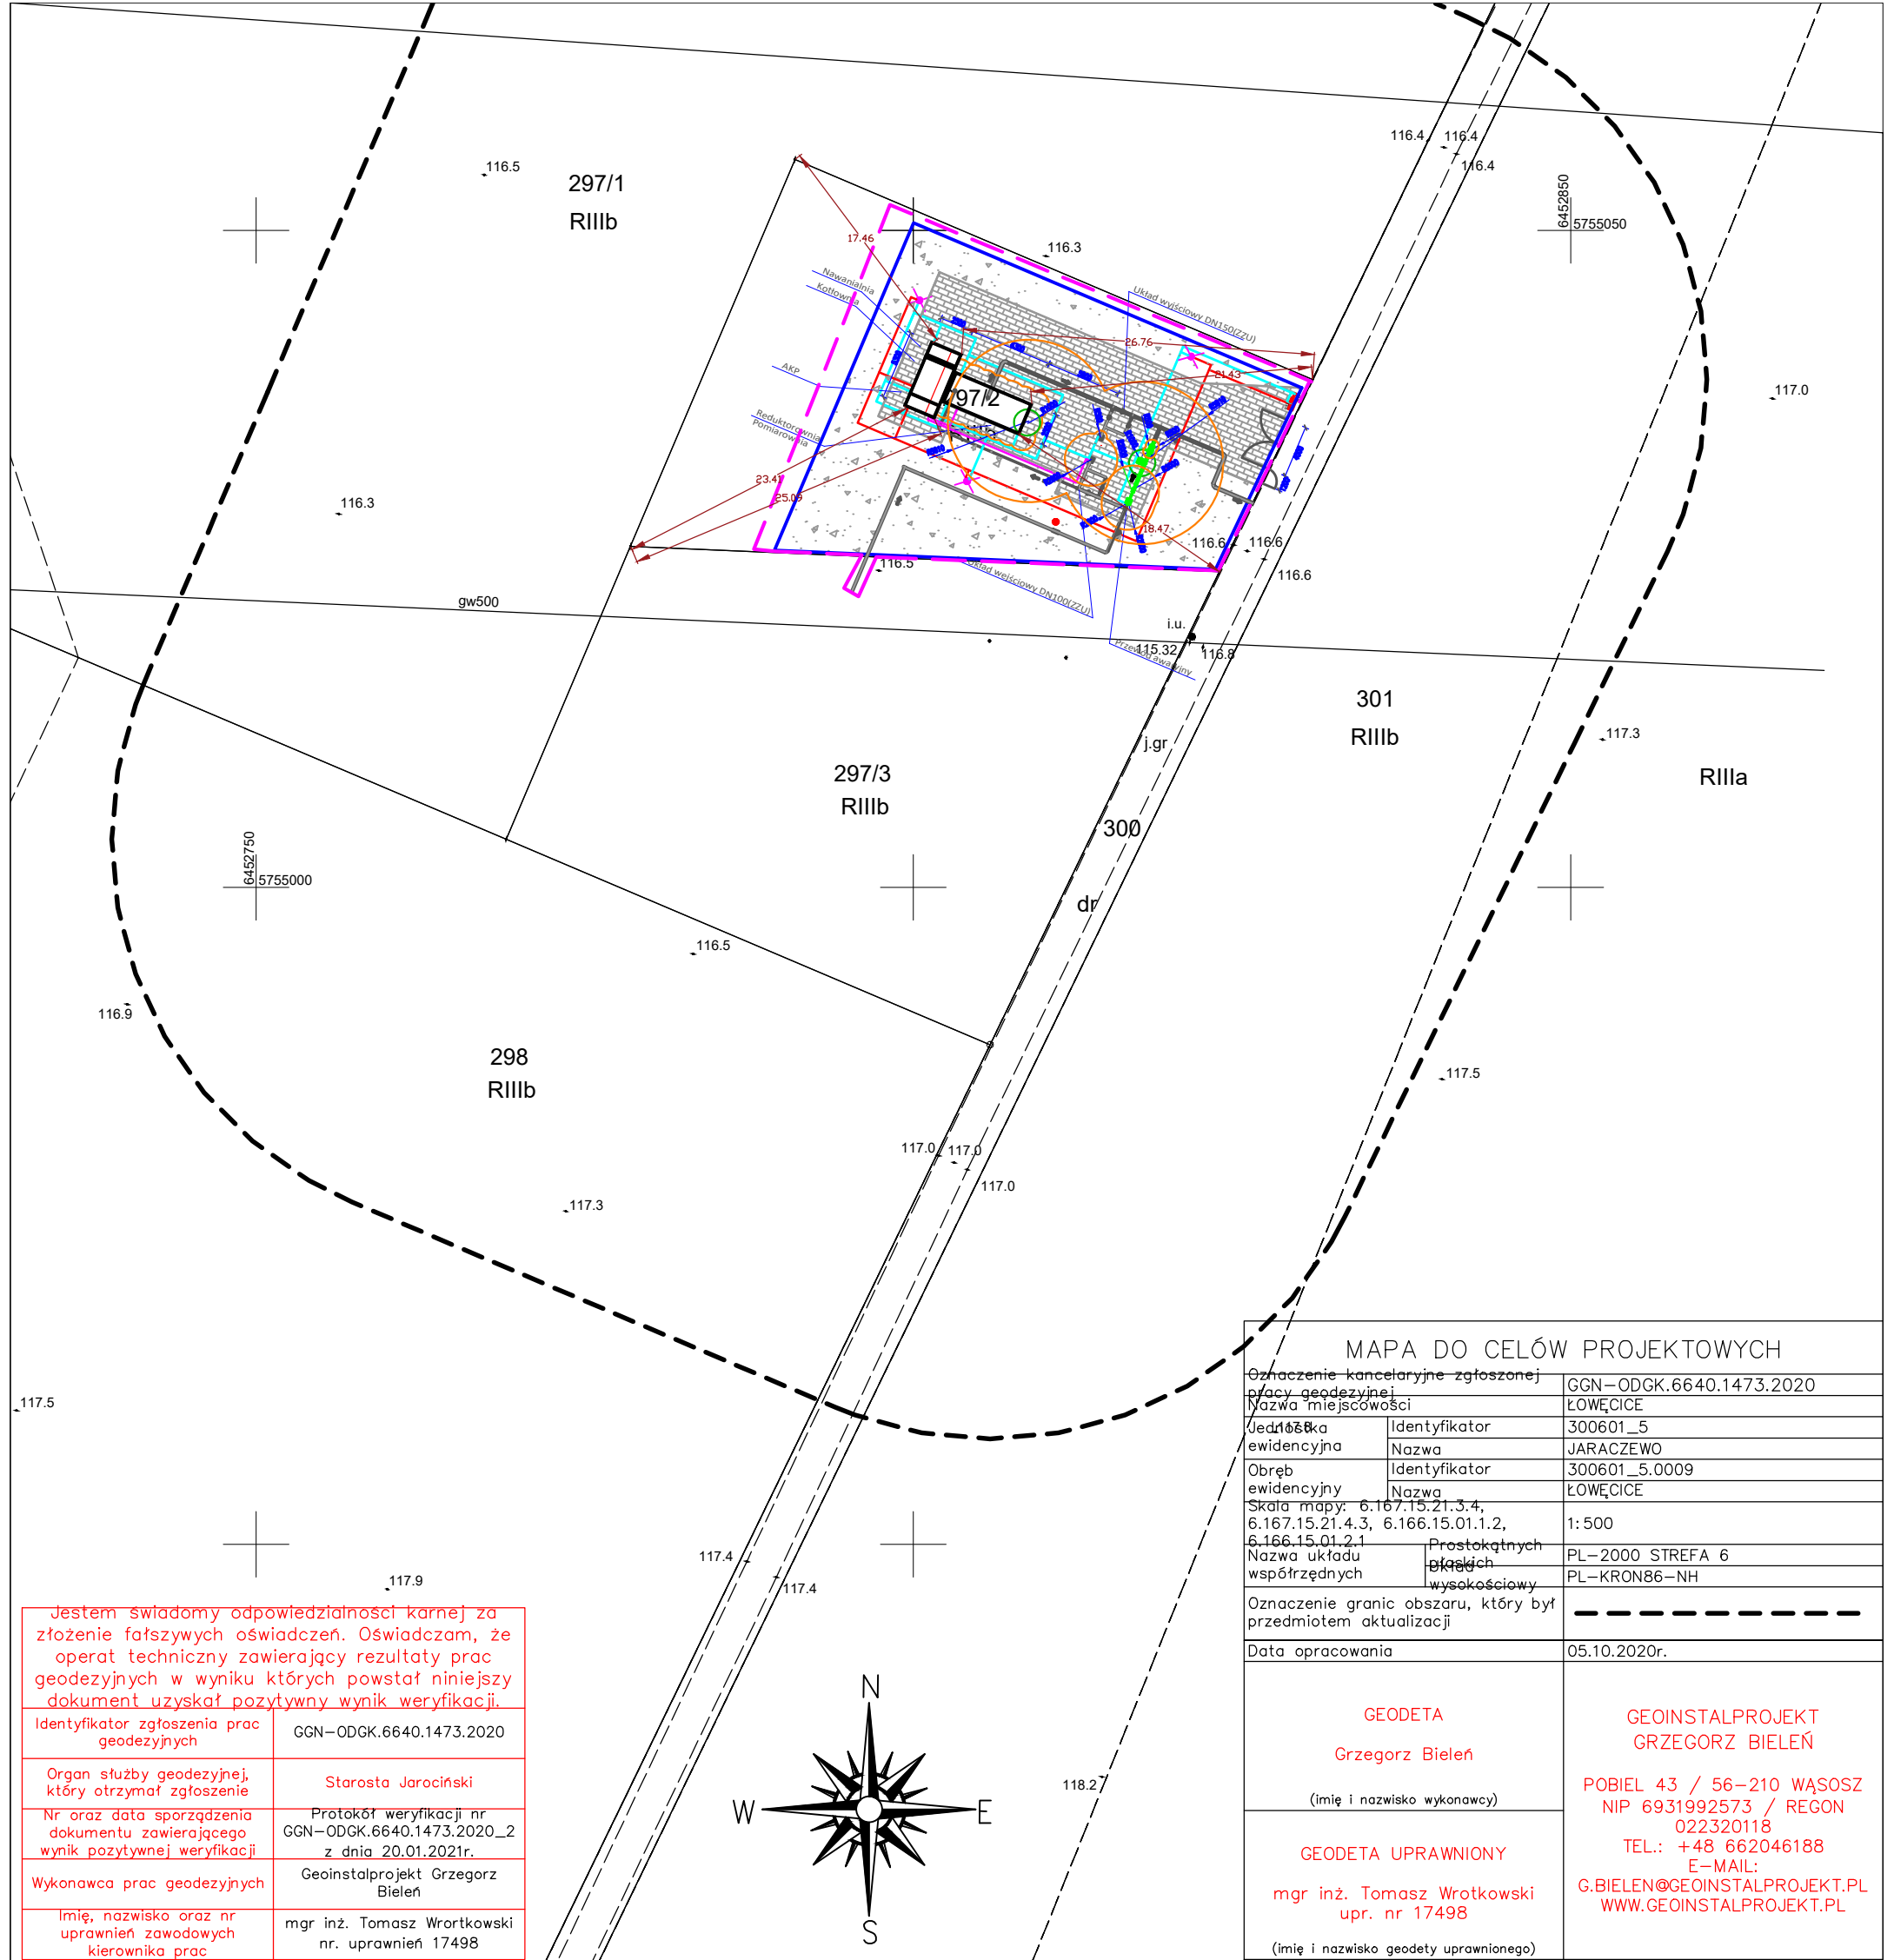 116.4
116.4
116.4
116.5
297/1
RIIIb
6452850
5755050
116.3
17.46
Nawanialnia
Kotłownia
Układ wyjściowy DN150(ZZU)
26.76
21.43
AKP
297/2
117.0
Reduktorownia
Pomiarownia
23.41
25.09
116.3
18.47
116.6
116.6
116.6
116.5
Układ wejściowy DN100(ZZU)
gw500
i.u.
115.32
116.8
Przewód awaryjny
301
RIIIb
117.3
j.gr
297/3
RIIIb
RIIIa
300
6452750
5755000
dr
116.5
116.9
298
RIIIb
117.5
117.0
117.0
117.0
117.3
117.5
117.4
117.4
117.9
118.2
N
W
E
S
MAPA DO CELÓW PROJEKTOWYCH
Oznaczenie kancelaryjne zgłoszonej
pracy geodezyjnej
GGN-ODGK.6640.1473.2020
Nazwa miejscowości
ŁOWĘCICE
Jednostka
ewidencyjna
117.8
Identyfikator
300601_5
Nazwa
JARACZEWO
Obręb
ewidencyjny
Identyfikator
300601_5.0009
Nazwa
ŁOWĘCICE
Skala mapy: 6.167.15.21.3.4,
6.167.15.21.4.3, 6.166.15.01.1.2,
6.166.15.01.2.1
1:500
Nazwa układu
współrzędnych
Prostokątnych
płaskich
PL-2000 STREFA 6
Układ
wysokościowy
PL-KRON86-NH
Oznaczenie granic obszaru, który był
przedmiotem aktualizacji
Data opracowania
05.10.2020r.
GEODETA
Grzegorz Bieleń
(imię i nazwisko wykonawcy)
GEODETA UPRAWNIONY
mgr inż. Tomasz Wrotkowski
upr. nr 17498
(imię i nazwisko geodety uprawnionego)
GEOINSTALPROJEKT
GRZEGORZ BIELEŃ
POBIEL 43 / 56-210 WĄSOSZ
NIP 6931992573 / REGON
022320118
TEL.: +48 662046188
E-MAIL:
G.BIELEN@GEOINSTALPROJEKT.PL
WWW.GEOINSTALPROJEKT.PL
Jestem świadomy odpowiedzialności karnej za
złożenie fałszywych oświadczeń. Oświadczam, że
operat techniczny zawierający rezultaty prac
geodezyjnych w wyniku których powstał niniejszy
dokument uzyskał pozytywny wynik weryfikacji.
Identyfikator zgłoszenia prac
geodezyjnych
GGN-ODGK.6640.1473.2020
Organ służby geodezyjnej,
który otrzymał zgłoszenie
Starosta Jarociński
Nr oraz data sporządzenia
dokumentu zawierającego
wynik pozytywnej weryfikacji
Protokół weryfikacji nr
GGN-ODGK.6640.1473.2020_2
z dnia 20.01.2021r.
Wykonawca prac geodezyjnych
Geoinstalprojekt Grzegorz
Bieleń
Imię, nazwisko oraz nr
uprawnień zawodowych
kierownika prac
mgr inż. Tomasz Wrortkowski
nr. uprawnień 17498